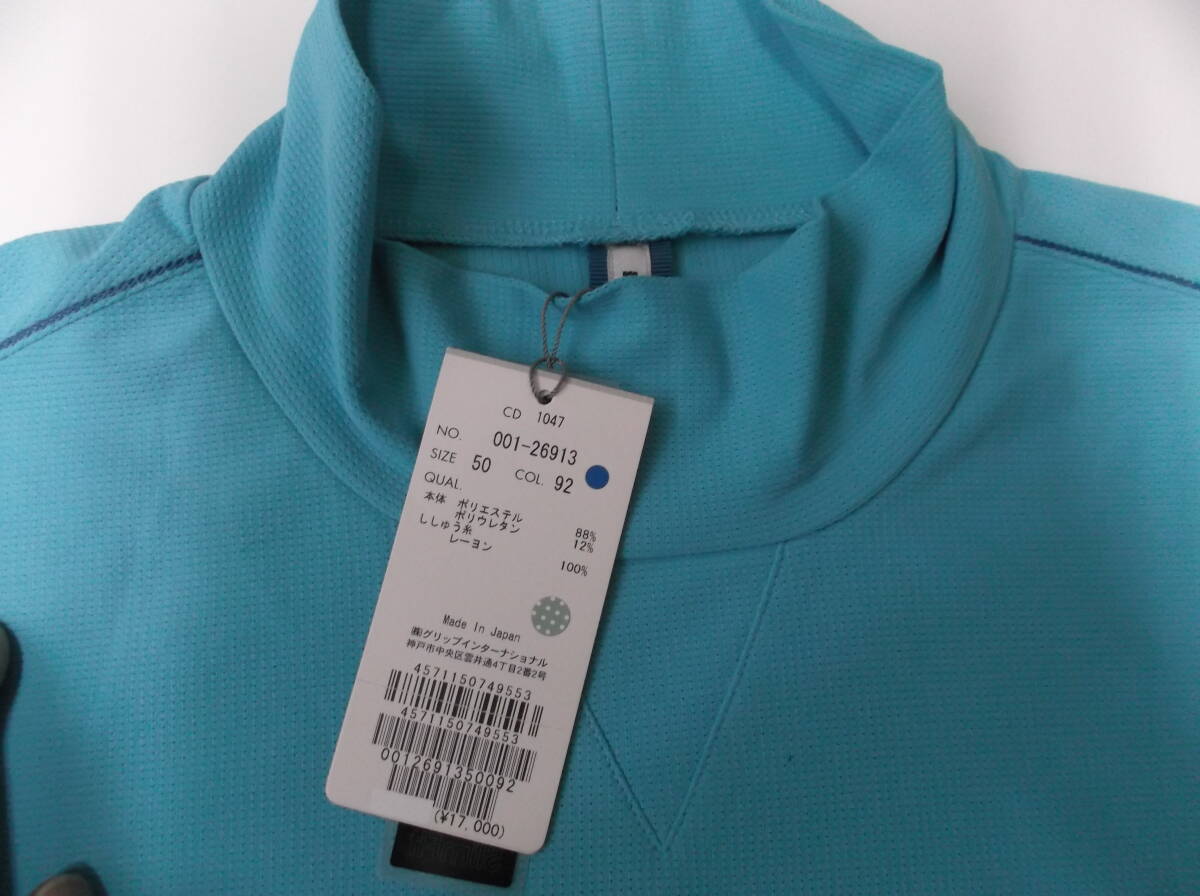 CD 1047
NO. 001-26913
SIZE 50 COL. 92
QUAL.
本体 ポリエステル 88%
ポリウレタン 12%
ししゅう糸
レーヨン 100%
Made In Japan
㈱グリップインターナショナル
神戸市中央区雲井通4丁目2番2号
4571150749553
4571150749553
0012691350092
(¥17,000)